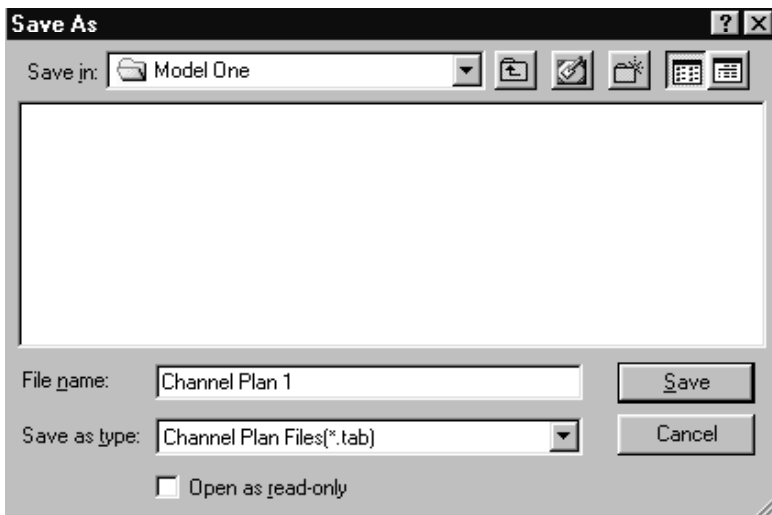 Save As
Save in: Model One
File name: Channel Plan 1
Save
Save as type: Channel Plan Files(*.tab)
Cancel
Open as read-only